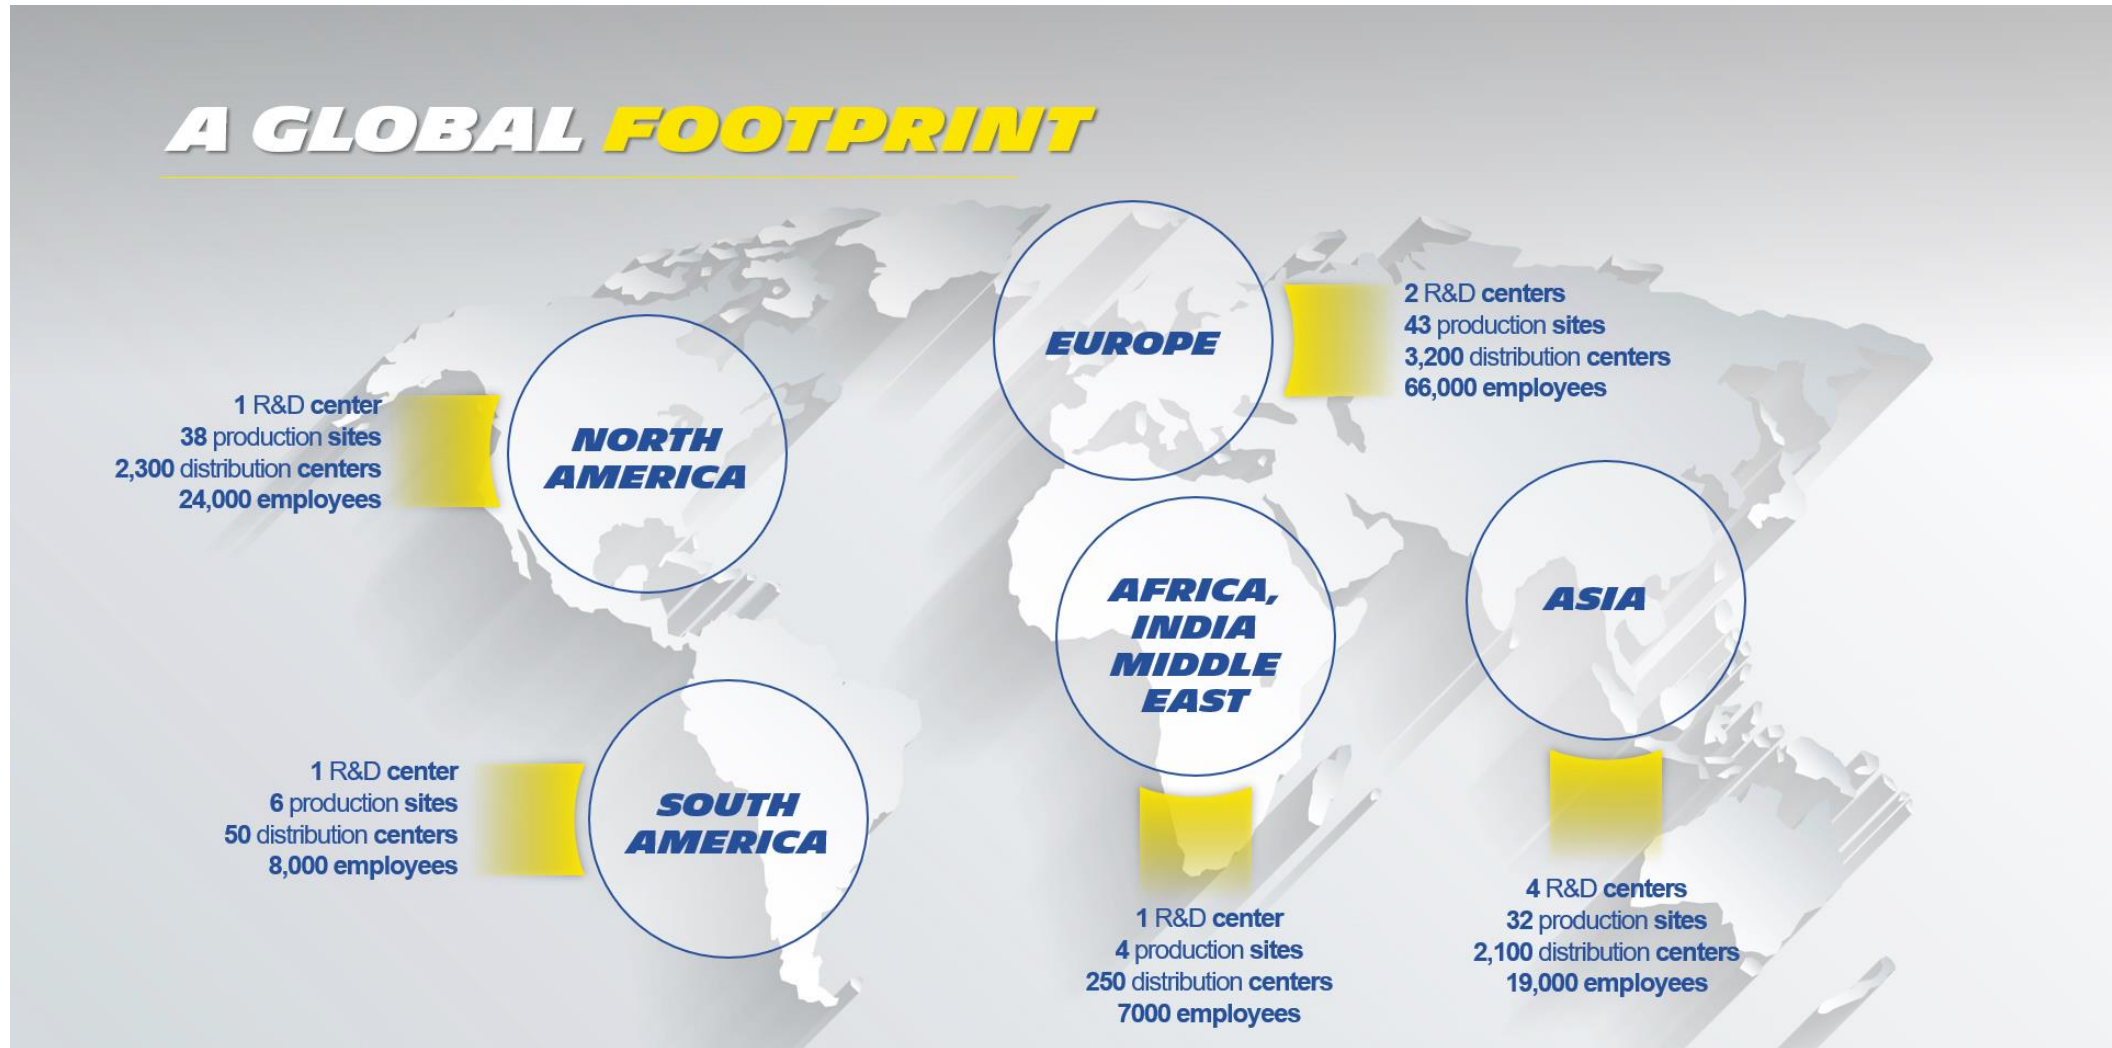 A GLOBAL FOOTPRINT
EUROPE
2 R&D centers
43 production sites
3,200 distribution centers
66,000 employees
1 R&D center
38 production sites
2,300 distribution centers
24,000 employees
NORTH
AMERICA
AFRICA,
INDIA
MIDDLE
EAST
ASIA
1 R&D center
6 production sites
50 distribution centers
8,000 employees
SOUTH
AMERICA
1 R&D center
4 production sites
250 distribution centers
7000 employees
4 R&D centers
32 production sites
2,100 distribution centers
19,000 employees